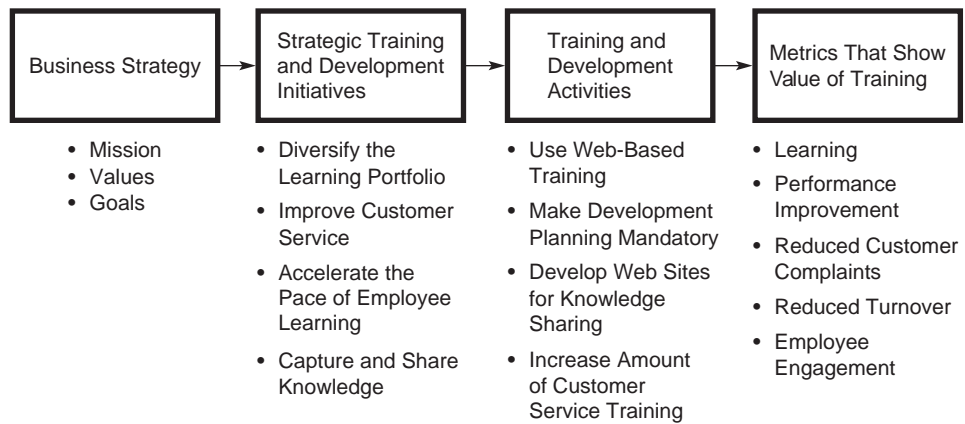 Business Strategy
• Mission
• Values
• Goals
Strategic Training
and Development
Initiatives
• Diversify the
Learning Portfolio
• Improve Customer
Service
• Accelerate the
Pace of Employee
Learning
• Capture and Share
Knowledge
Training and
Development
Activities
• Use Web-Based
Training
• Make Development
Planning Mandatory
• Develop Web Sites
for Knowledge
Sharing
• Increase Amount
of Customer
Service Training
Metrics That Show
Value of Training
• Learning
• Performance
Improvement
• Reduced Customer
Complaints
• Reduced Turnover
• Employee
Engagement